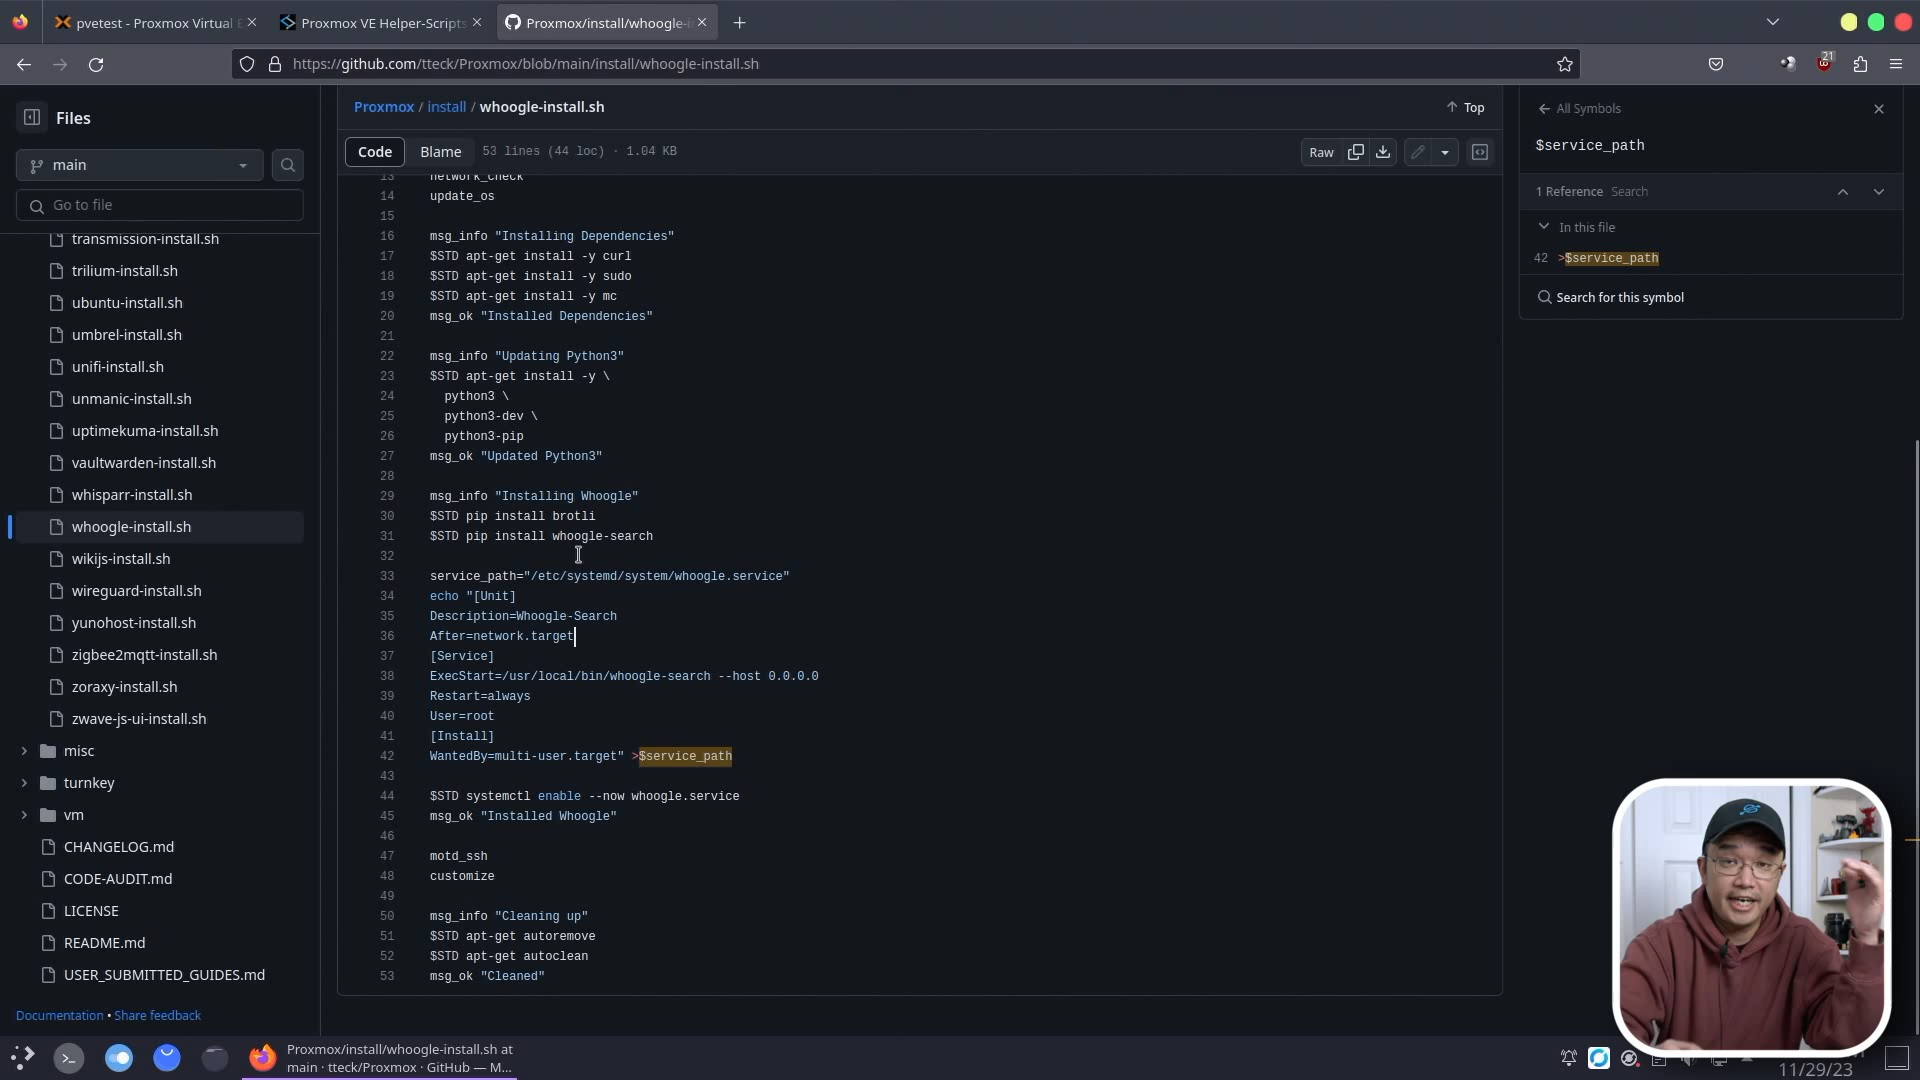 pvetest - Proxmox Virtual E
Proxmox VE Helper-Scripts
Proxmox/install/whoogle-i
https://github.com/tteck/Proxmox/blob/main/install/whoogle-install.sh
21
Files
main
Go to file
transmission-install.sh
trilium-install.sh
ubuntu-install.sh
umbrel-install.sh
unifi-install.sh
unmanic-install.sh
uptimekuma-install.sh
vaultwarden-install.sh
whisparr-install.sh
whoogle-install.sh
wikijs-install.sh
wireguard-install.sh
yunohost-install.sh
zigbee2mqtt-install.sh
zoraxy-install.sh
zwave-js-ui-install.sh
misc
turnkey
vm
CHANGELOG.md
CODE-AUDIT.md
LICENSE
README.md
USER_SUBMITTED_GUIDES.md
Documentation • Share feedback
Proxmox / install / whoogle-install.sh
Top
Code Blame 53 lines (44 loc) · 1.04 KB
Raw
13 network_check
14 update_os
15
16 msg_info "Installing Dependencies"
17 $STD apt-get install -y curl
18 $STD apt-get install -y sudo
19 $STD apt-get install -y mc
20 msg_ok "Installed Dependencies"
21
22 msg_info "Updating Python3"
23 $STD apt-get install -y \
24 python3 \
25 python3-dev \
26 python3-pip
27 msg_ok "Updated Python3"
28
29 msg_info "Installing Whoogle"
30 $STD pip install brotli
31 $STD pip install whoogle-search
32
33 service_path="/etc/systemd/system/whoogle.service"
34 echo "[Unit]
35 Description=Whoogle-Search
36 After=network.target
37 [Service]
38 ExecStart=/usr/local/bin/whoogle-search --host 0.0.0.0
39 Restart=always
40 User=root
41 [Install]
42 WantedBy=multi-user.target" >$service_path
43
44 $STD systemctl enable --now whoogle.service
45 msg_ok "Installed Whoogle"
46
47 motd_ssh
48 customize
49
50 msg_info "Cleaning up"
51 $STD apt-get autoremove
52 $STD apt-get autoclean
53 msg_ok "Cleaned"
All Symbols
$service_path
1 Reference Search
In this file
42 >$service_path
Search for this symbol
Proxmox/install/whoogle-install.sh at
main · tteck/Proxmox · GitHub — M...
11/29/23